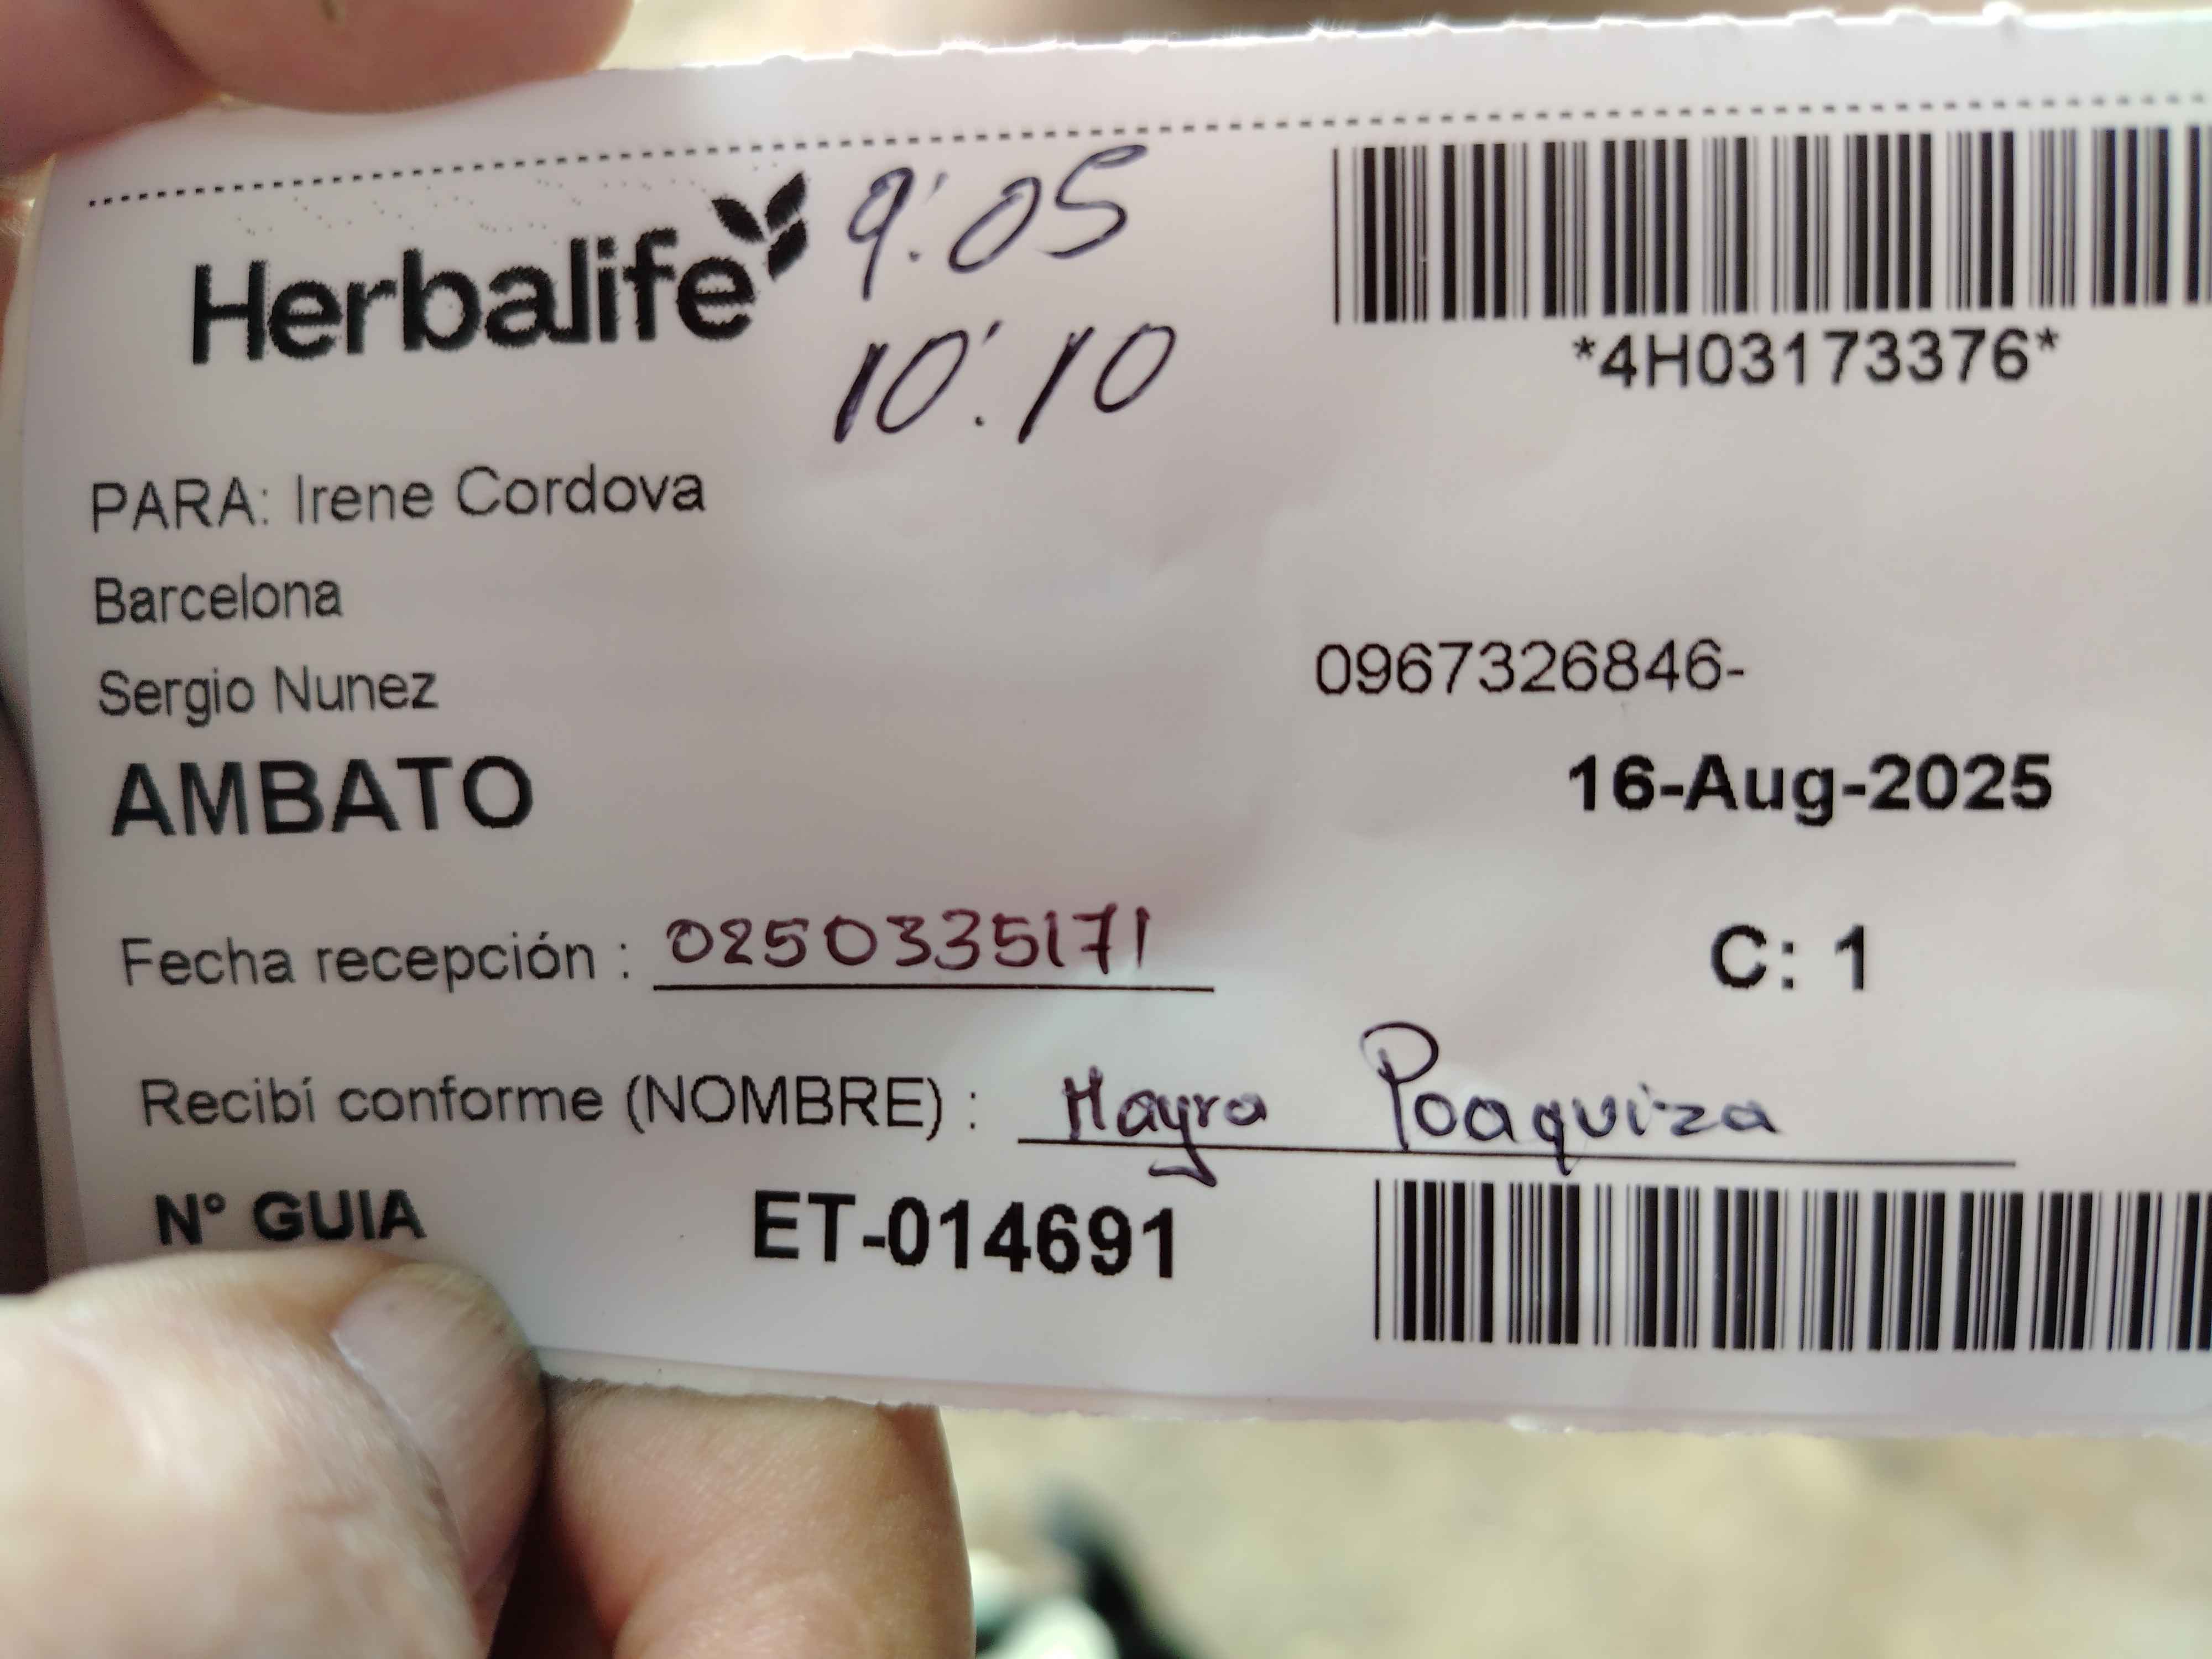 Herbalife 9:05
10:10
*4H03173376*
PARA: Irene Cordova
Barcelona
Sergio Nunez 0967326846-
AMBATO 16-Aug-2025
Fecha recepción : 0250335171 C: 1
Recibí conforme (NOMBRE) : Mayra Poaquiza
N° GUIA ET-014691